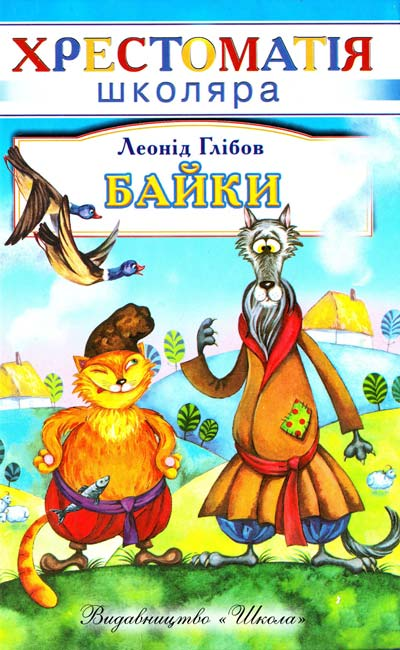 ХРЕСТОМАТІЯ
школяра
Леонід Глібов
БАЙКИ
Видавництво «Школа»